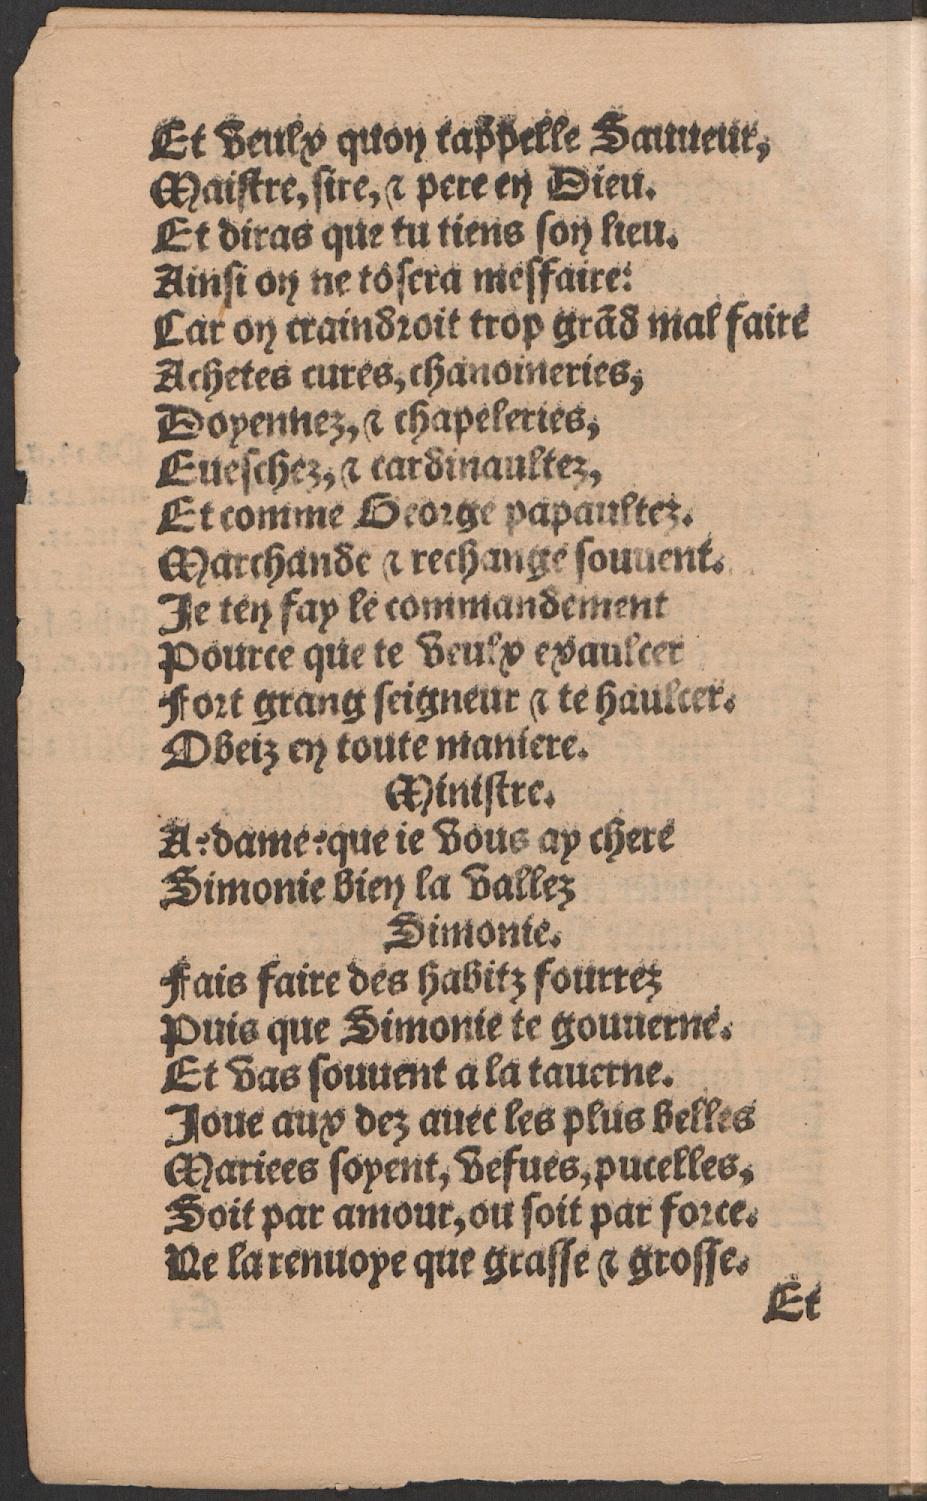 Et veulx quon tappelle Sauueur,
Maistre, sire, ⁊ pere en Dieu.
Et diras que tu tiens son lieu.
Ainsi on ne tosera mesfaire:
Car on craindroit trop grãd mal faire
Achetes cures, chanoineries,
Doyennez, ⁊ chapeleries,
Eueschez, ⁊ cardinaultez,
Et comme George papaultez.
Marchande ⁊ rechange souuent.
Je ten fay le commandement
Pource que te veulx exaulcer
Fort grang seigneur ⁊ te haulcer.
Obeiz en toute maniere.
Ministre.
A? dame? que ie vous ay chere
Simonie bien la vallez
Simonie.
Fais faire des habitz fourrez
Puis que Simonie te gouuerne.
Et vas souuent a la tauerne.
Joue aux dez auec les plus belles
Mariees soyent, vefues, pucelles,
Soit par amour, ou soit par force.
Ne la renuoye que grasse ⁊ grosse.
Et